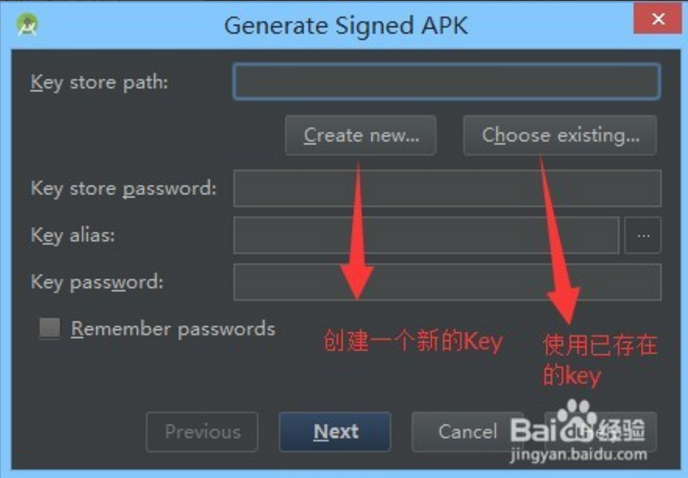 Generate Signed APK
Key store path:
Create new...
Choose existing...
Key store password:
Key alias:
...
Key password:
Remember passwords
创建一个新的Key
使用已存在
的key
Previous
Next
Cancel
Baidu经验
jingyan.baidu.com